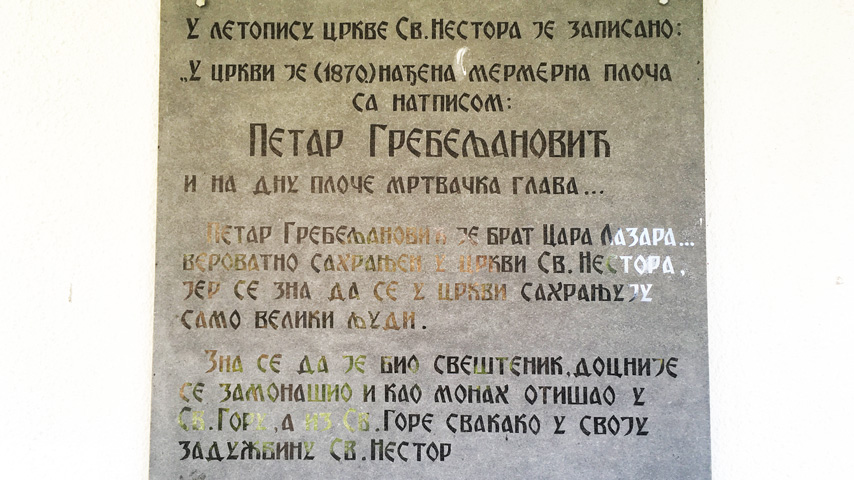 У ЛЕТОПИСУ ЦРКВЕ СВ. НЕСТОРА ЈЕ ЗАПИСАНО:
„У ЦРКВИ ЈЕ (1870.) НАЂЕНА МЕРМЕРНА ПЛОЧА
СА НАТПИСОМ:
ПЕТАР ГРЕБЕЉАНОВИЋ
И НА ДНУ ПЛОЧЕ МРТВАЧКА ГЛАВА...
ПЕТАР ГРЕБЕЉАНОВИЋ ЈЕ БРАТ ЦАРА ЛАЗАРА...
ВЕРОВАТНО САХРАЊЕН У ЦРКВИ СВ. НЕСТОРА,
ЈЕР СЕ ЗНА ДА СЕ У ЦРКВИ САХРАЊУЈУ
САМО ВЕЛИКИ ЉУДИ.
ЗНА СЕ ДА ЈЕ БИО СВЕШТЕНИК, ДОЦНИЈЕ
СЕ ЗАМОНАШИО И КАО МОНАХ ОТИШАО У
СВ. ГОРУ, А ИЗ СВ. ГОРЕ СВАКАКО У СВОЈУ
ЗАДУЖБИНУ СВ. НЕСТОР